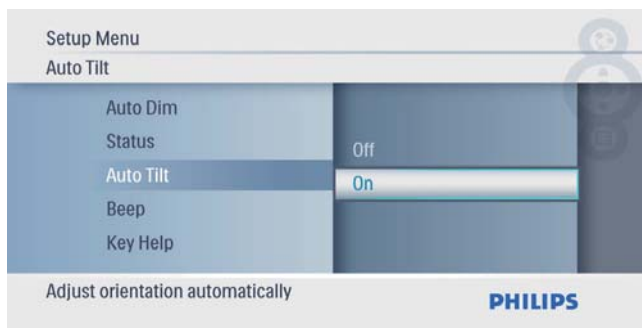 Setup Menu
Auto Tilt
Auto Dim
Status
Auto Tilt
Beep
Key Help
Off
On
Adjust orientation automatically
PHILIPS